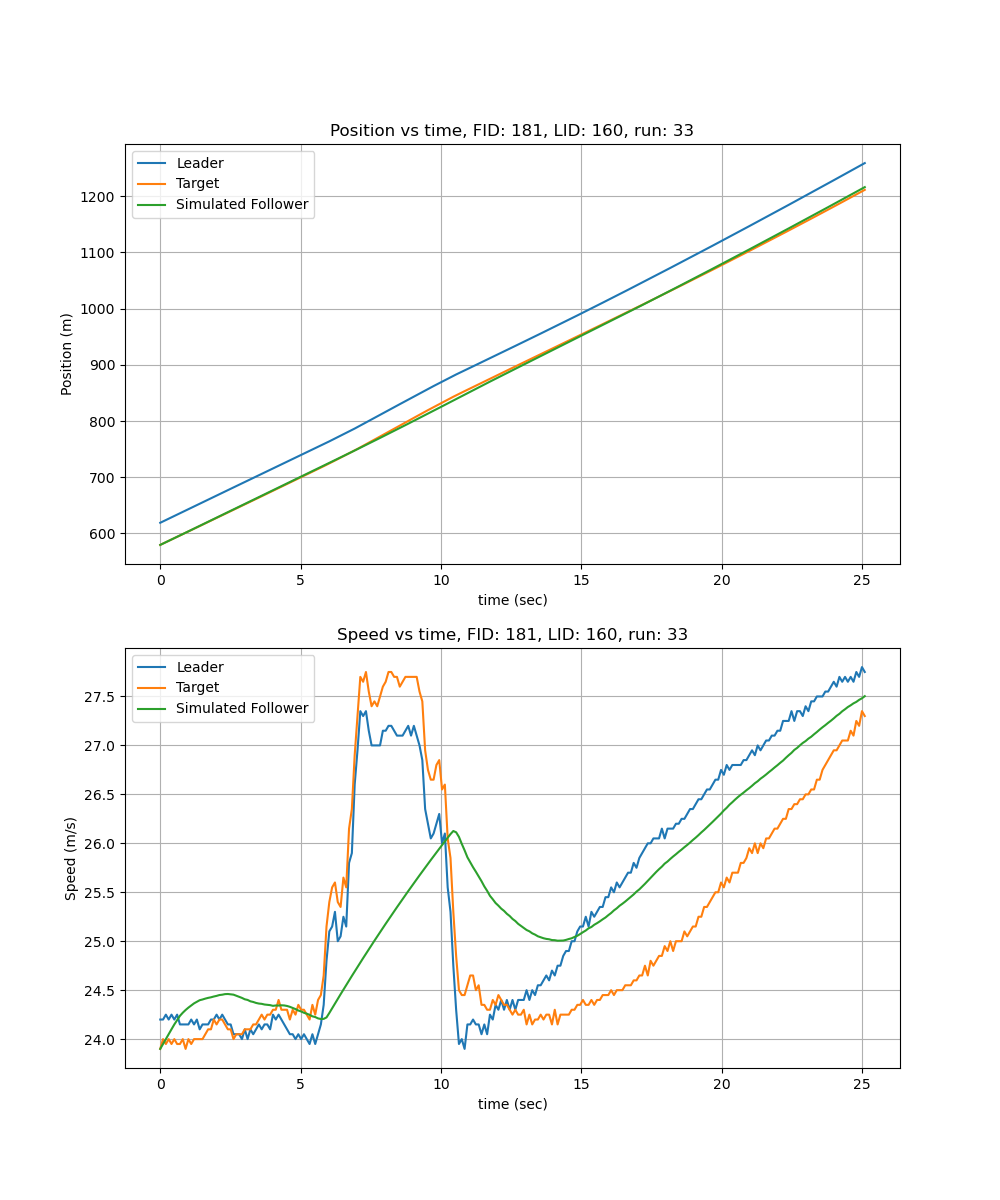 Position vs time, FID: 181, LID: 160, run: 33
Leader
Target
Simulated Follower
1200
1100
1000
900
800
700
600
Position (m)
0 5 10 15 20 25
time (sec)
Speed vs time, FID: 181, LID: 160, run: 33
Leader
Target
Simulated Follower
27.5
27.0
26.5
26.0
25.5
25.0
24.5
24.0
Speed (m/s)
0 5 10 15 20 25
time (sec)